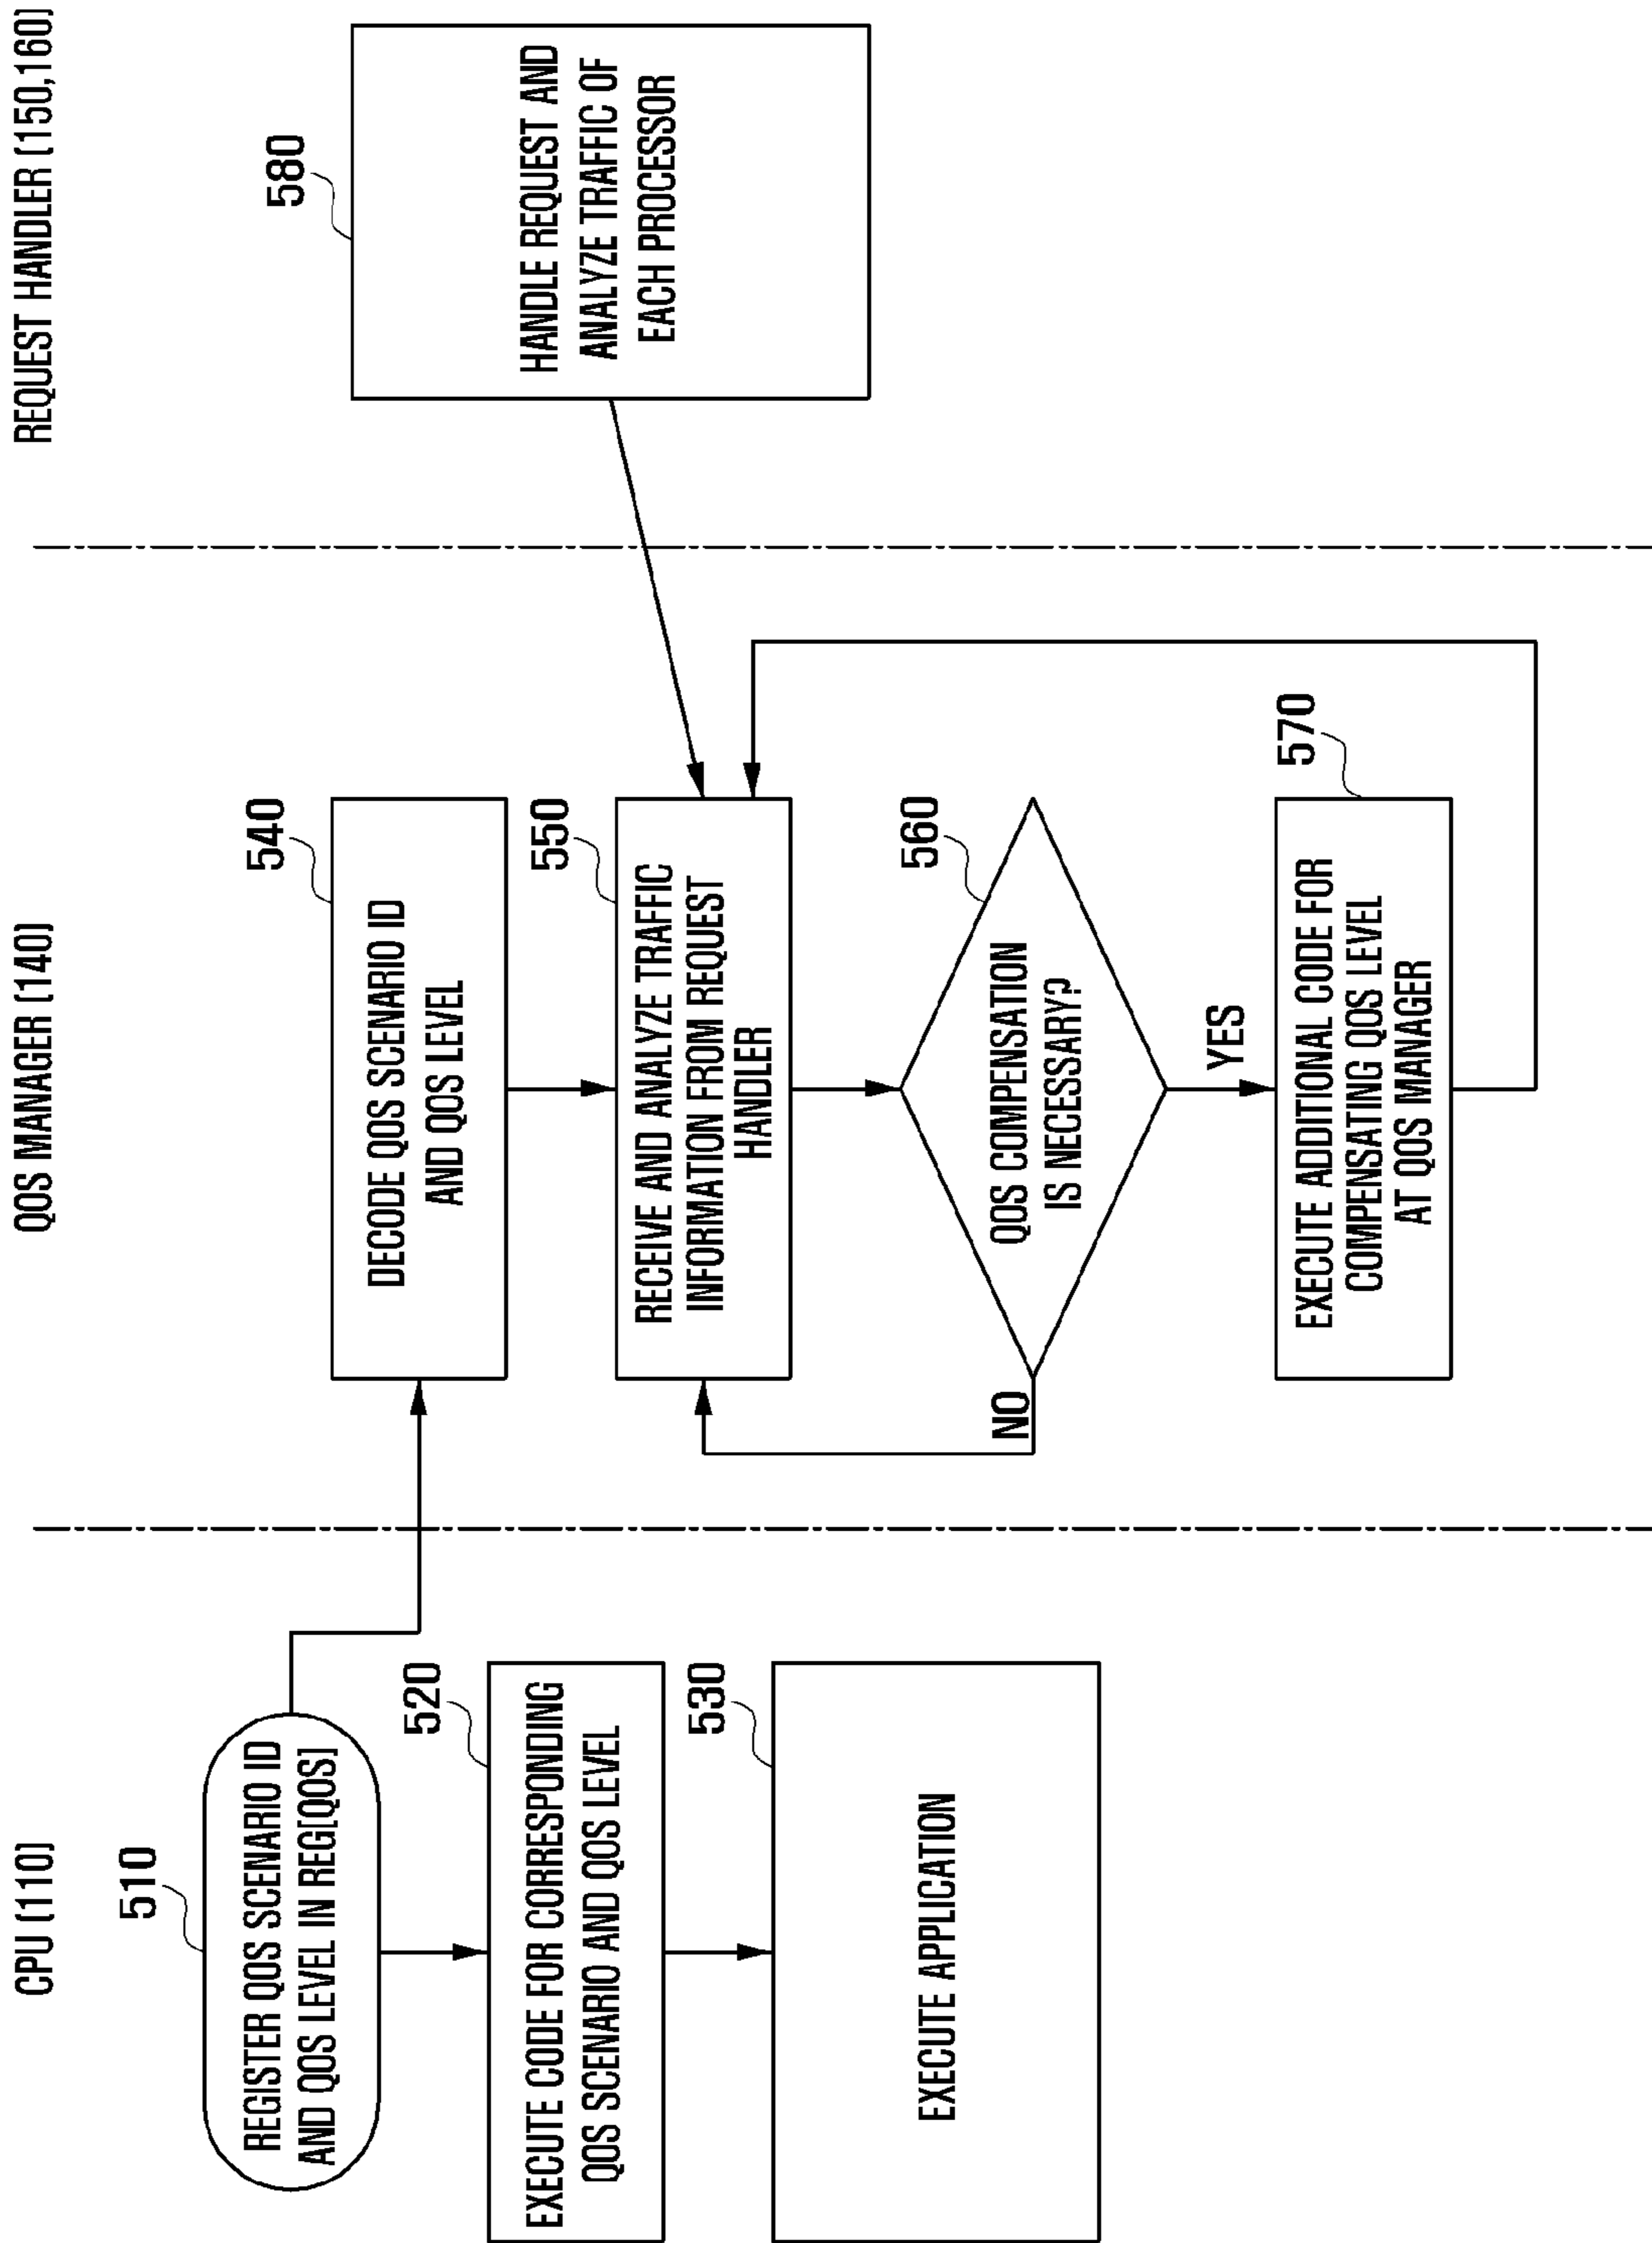 CPU (110)
QOS MANAGER (140)
REQUEST HANDLER (150,160)
510
REGISTER QOS SCENARIO ID
AND QOS LEVEL IN REG[QOS]
520
EXECUTE CODE FOR CORRESPONDING
QOS SCENARIO AND QOS LEVEL
530
EXECUTE APPLICATION
540
DECODE QOS SCENARIO ID
AND QOS LEVEL
550
RECEIVE AND ANALYZE TRAFFIC
INFORMATION FROM REQUEST
HANDLER
560
QOS COMPENSATION
IS NECESSARY?
NO
YES
570
EXECUTE ADDITIONAL CODE FOR
COMPENSATING QOS LEVEL
AT QOS MANAGER
580
HANDLE REQUEST AND
ANALYZE TRAFFIC OF
EACH PROCESSOR